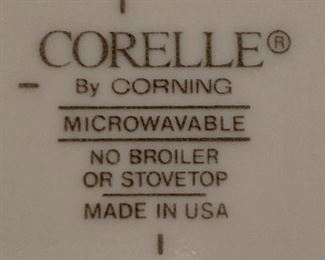 CORELLE®
By CORNING
MICROWAVABLE
NO BROILER
OR STOVETOP
MADE IN USA